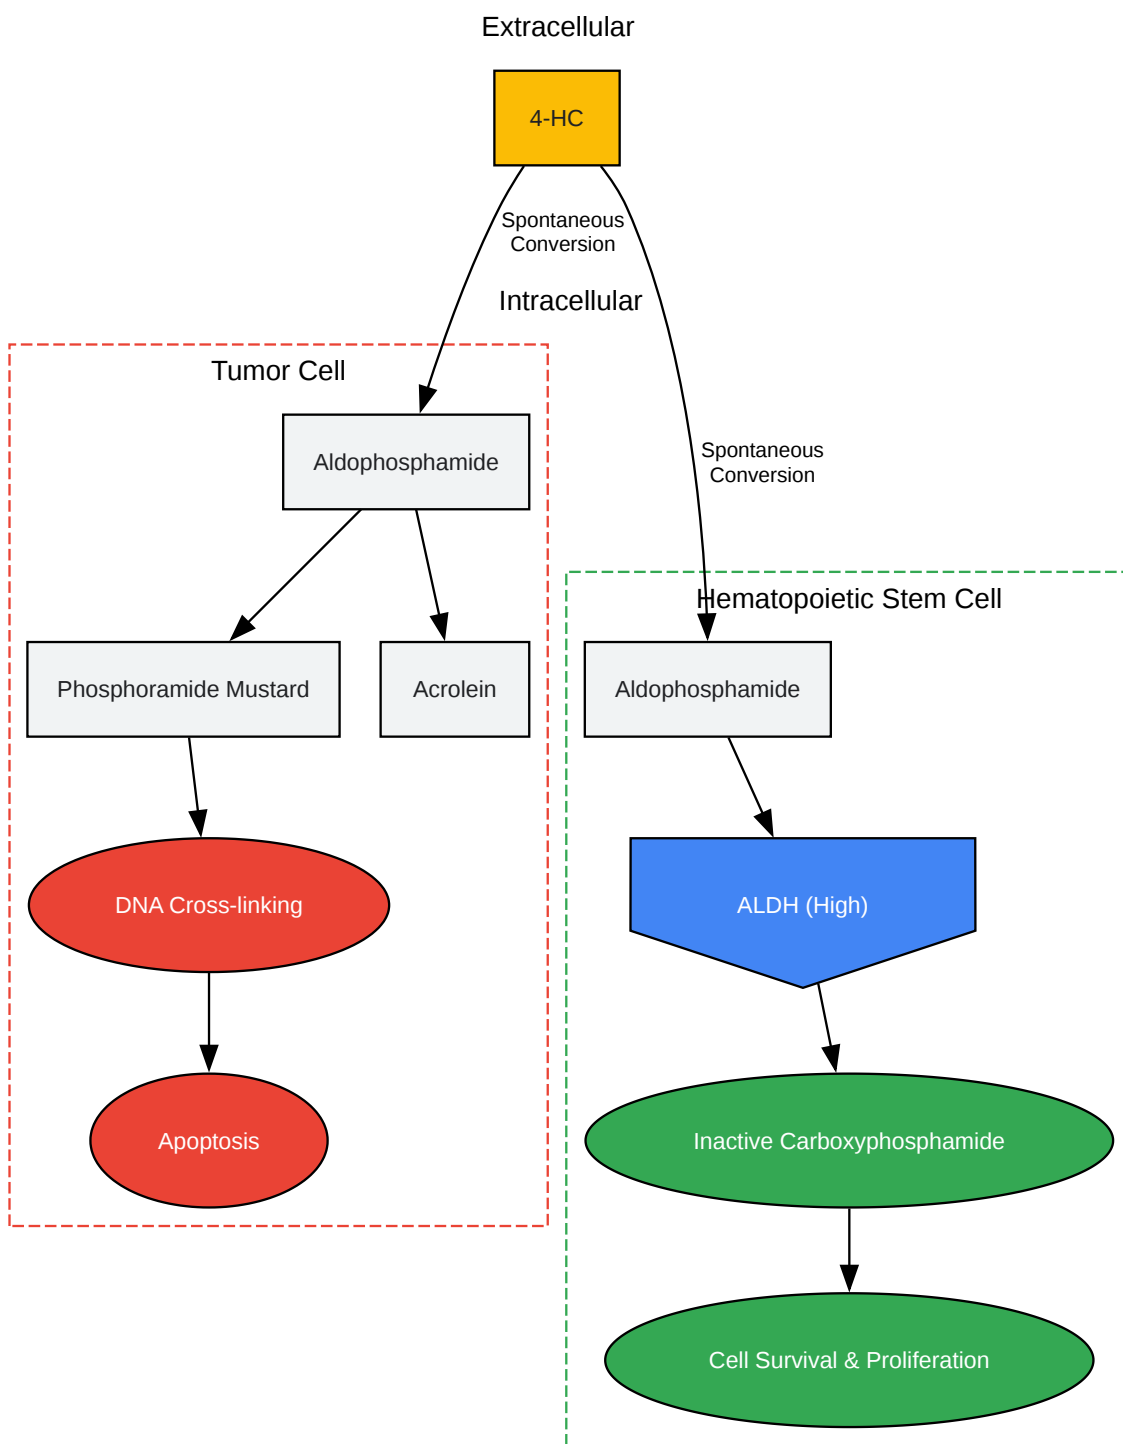 Extracellular
4-HC
Spontaneous
Conversion
Intracellular
Tumor Cell
Aldophosphamide
Spontaneous
Conversion
Hematopoietic Stem Cell
Phosphoramide Mustard
Acrolein
Aldophosphamide
DNA Cross-linking
ALDH (High)
Apoptosis
Inactive Carboxyphosphamide
Cell Survival & Proliferation